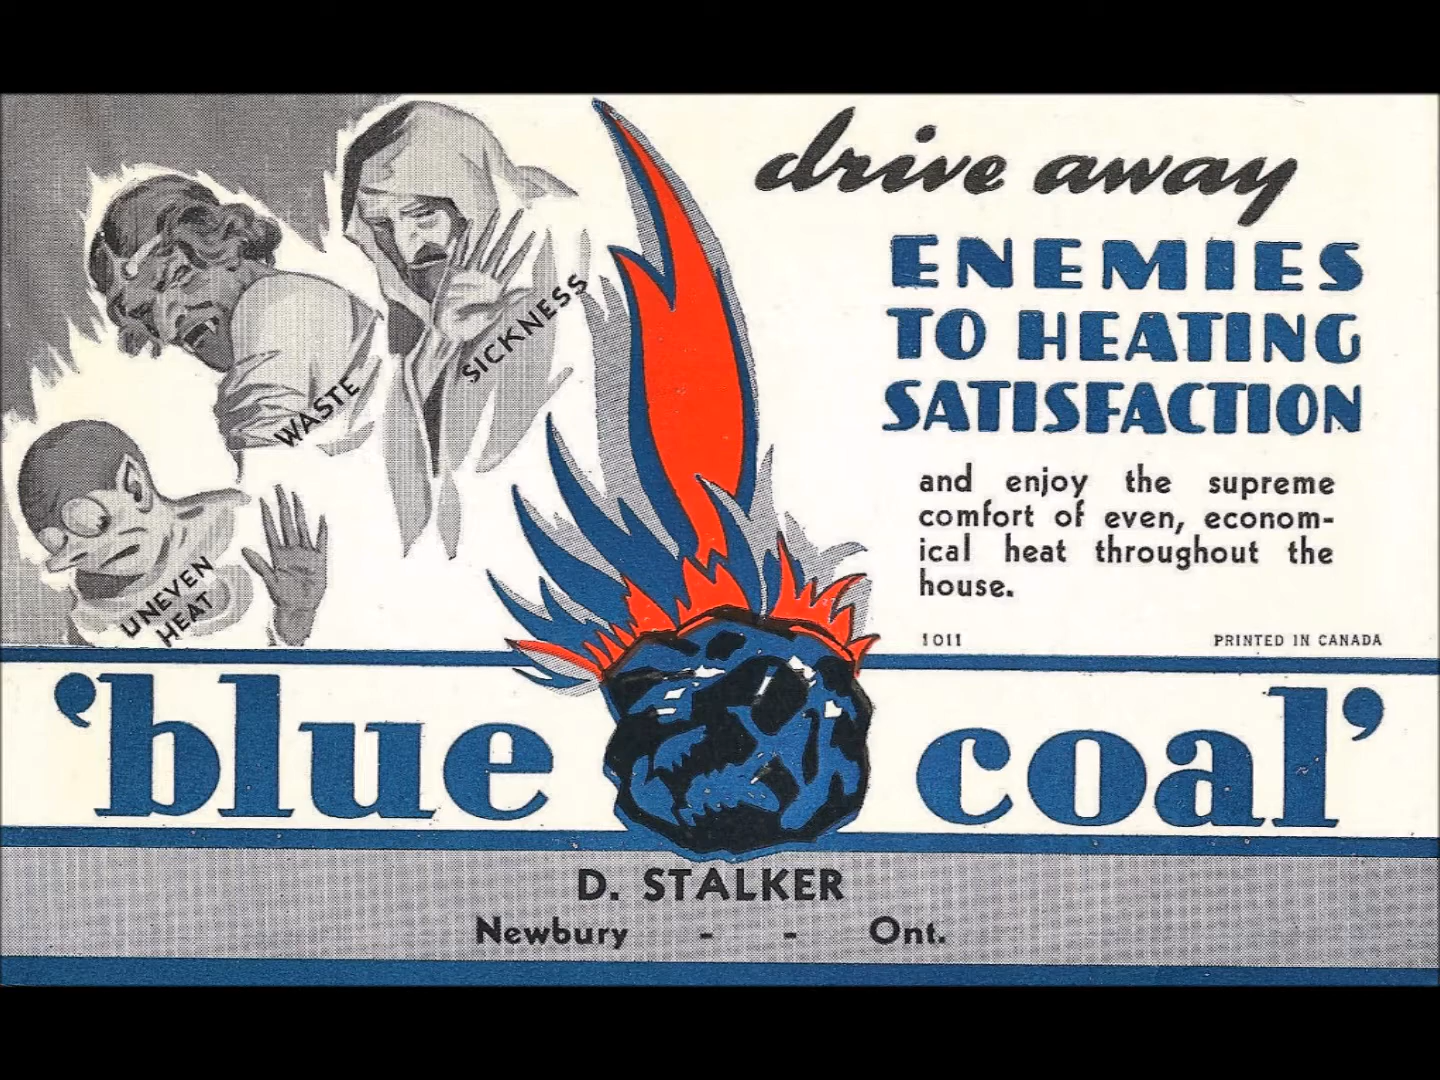 drive away
ENEMIES
TO HEATING
SATISFACTION
and enjoy the supreme
comfort of even, econom-
ical heat throughout the
house.
1011 PRINTED IN CANADA
SICKNESS
WASTE
UNEVEN
HEAT
'blue coal'
D. STALKER
Newbury - - Ont.